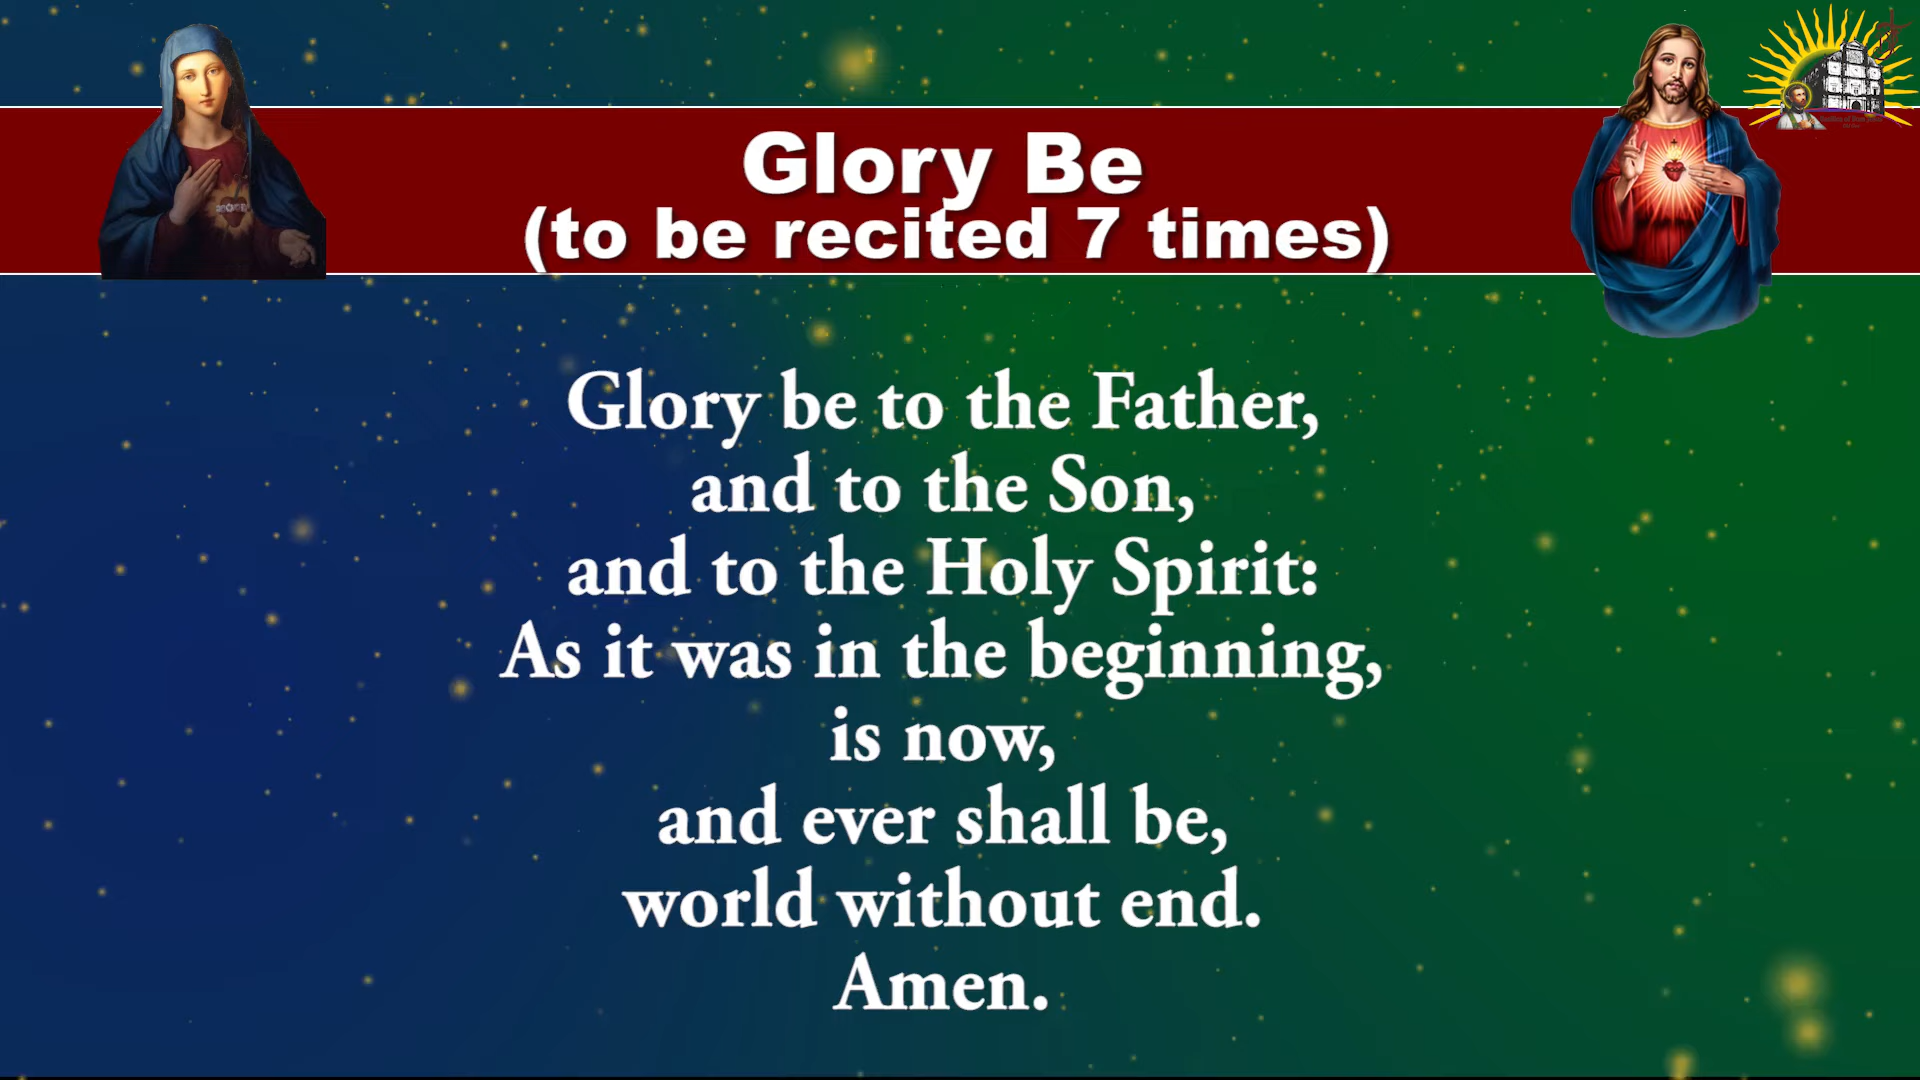 Glory Be
(to be recited 7 times)
Glory be to the Father,
and to the Son,
and to the Holy Spirit:
As it was in the beginning,
is now,
and ever shall be,
world without end.
Amen.